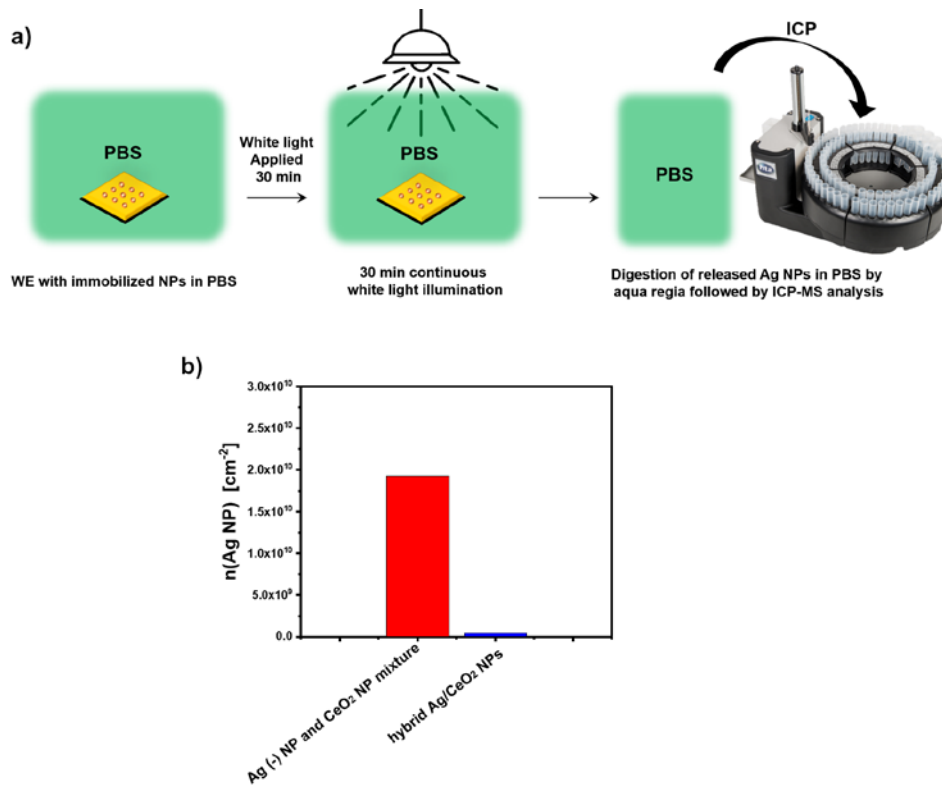 a)
ICP
PBS
White light
Applied
30 min
PBS
PBS
WE with immobilized NPs in PBS
30 min continuous
white light illumination
Digestion of released Ag NPs in PBS by
aqua regia followed by ICP-MS analysis
b)
n(Ag NP) [cm⁻²]
3.0x10¹⁰
2.5x10¹⁰
2.0x10¹⁰
1.5x10¹⁰
1.0x10¹⁰
5.0x10⁹
0.0
Ag (-) NP and CeO₂ NP mixture
hybrid Ag/CeO₂ NPs